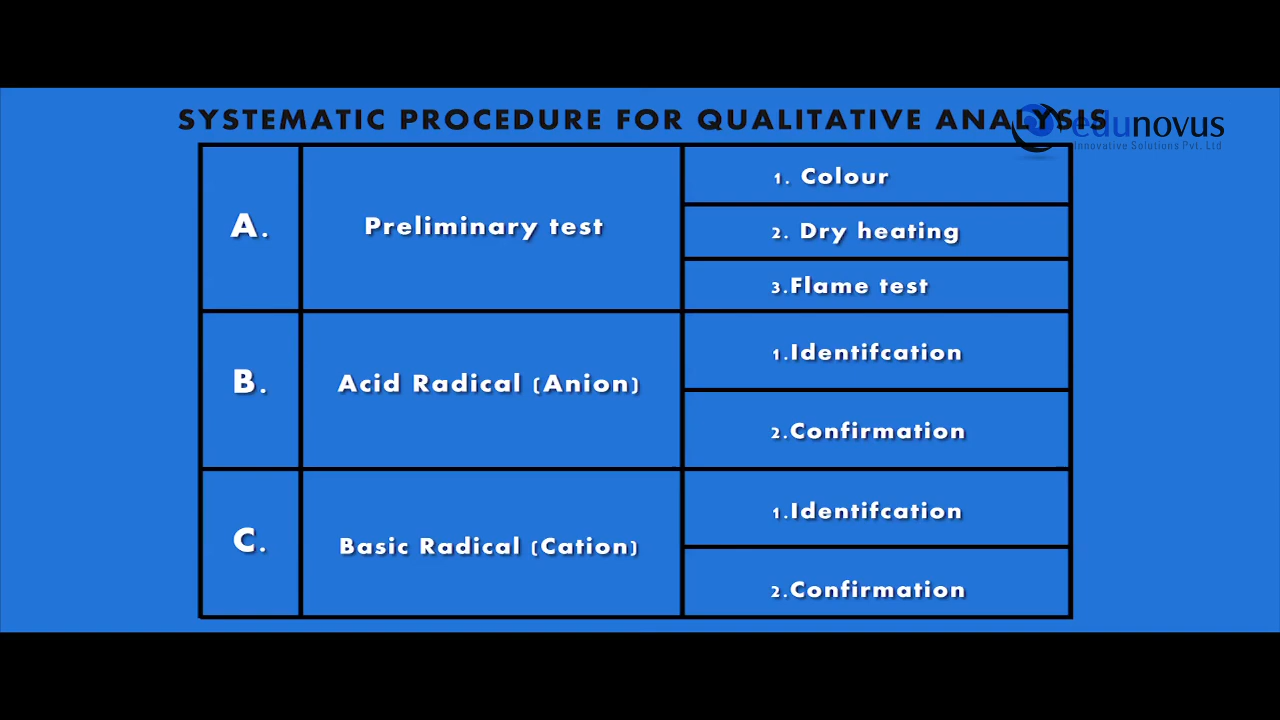 SYSTEMATIC PROCEDURE FOR QUALITATIVE ANALYSIS
edunovus
Innovative Solutions Pvt. Ltd
A.
Preliminary test
1. Colour
2. Dry heating
3.Flame test
B.
Acid Radical (Anion)
1.Identifcation
2.Confirmation
C.
Basic Radical (Cation)
1.Identifcation
2.Confirmation